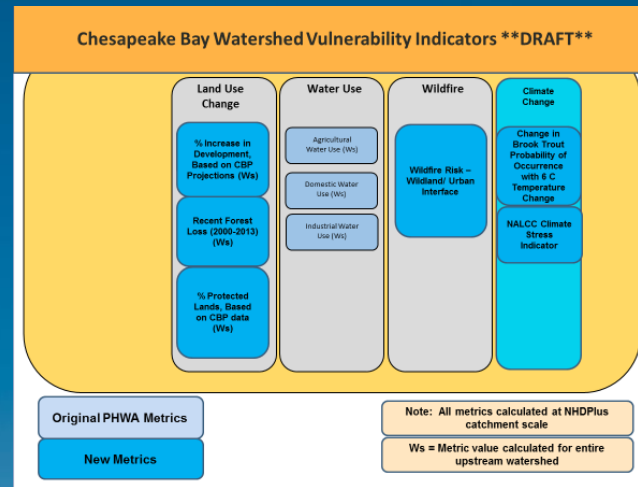 Chesapeake Bay Watershed Vulnerability Indicators **DRAFT**
Land Use
Change
% Increase in
Development,
Based on CBP
Projections (Ws)
Recent Forest
Loss (2000-2013)
(Ws)
% Protected
Lands, Based
on CBP data
(Ws)
Water Use
Agricultural
Water Use (Ws)
Domestic Water
Use (Ws)
Industrial Water
Use (Ws)
Wildfire
Wildfire Risk –
Wildland/ Urban
Interface
Climate
Change
Change in
Brook Trout
Probability of
Occurrence
with 6 C
Temperature
Change
NALCC Climate
Stress
Indicator
Original PHWA Metrics
New Metrics
Note: All metrics calculated at NHDPlus
catchment scale
Ws = Metric value calculated for entire
upstream watershed